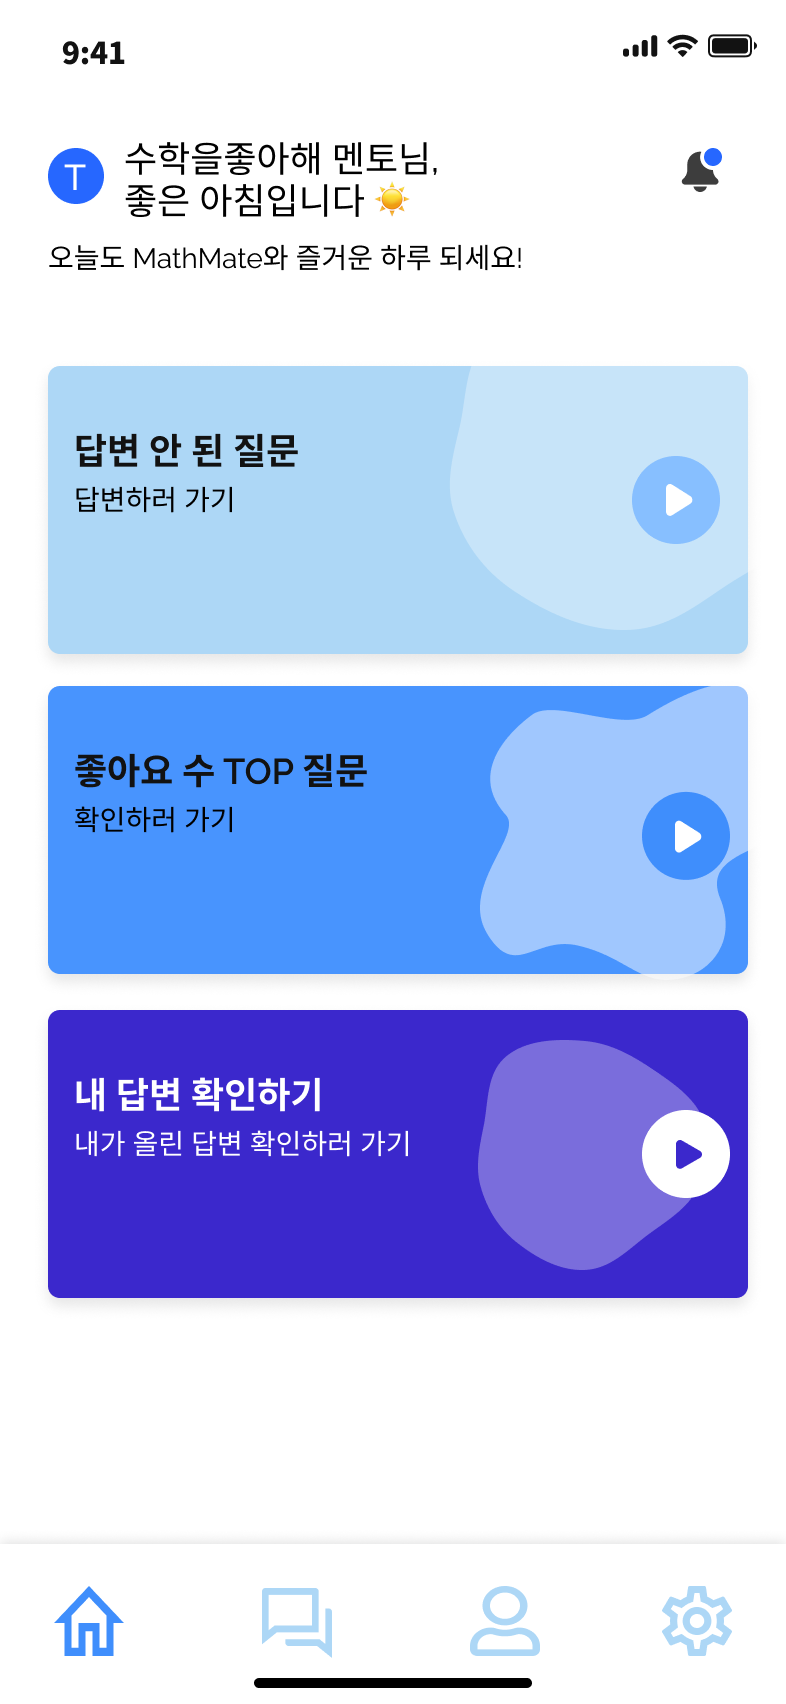 9:41
T
수학을좋아해 멘토님,
좋은 아침입니다 ☀️
오늘도 MathMate와 즐거운 하루 되세요!
답변 안 된 질문
답변하러 가기
좋아요 수 TOP 질문
확인하러 가기
내 답변 확인하기
내가 올린 답변 확인하러 가기